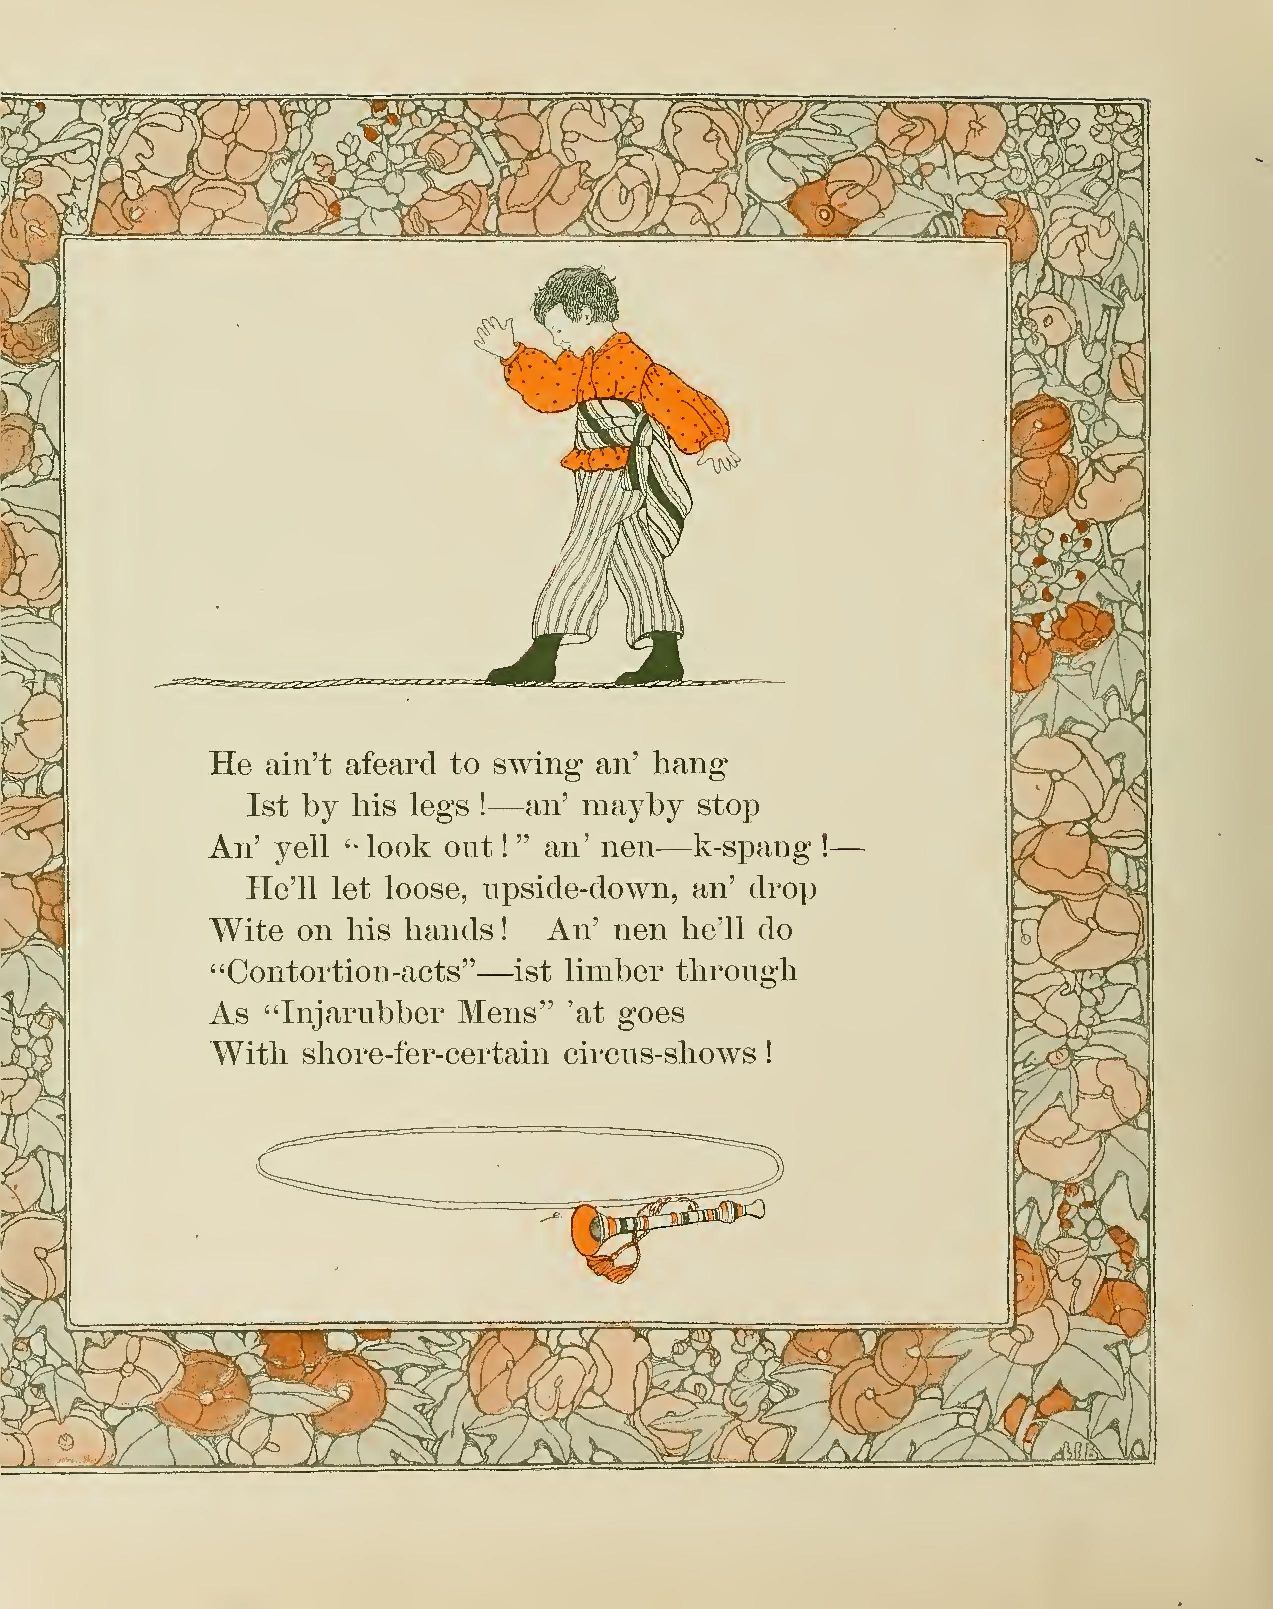 He ain't afeard to swing an' hang
Ist by his legs!—an' mayby stop
An' yell "look out!" an' nen—k-spang!—
He'll let loose, upside-down, an' drop
Wite on his hands! An' nen he'll do
"Contortion-acts"—ist limber through
As "Injarubber Mens" 'at goes
With shore-fer-certain circus-shows!